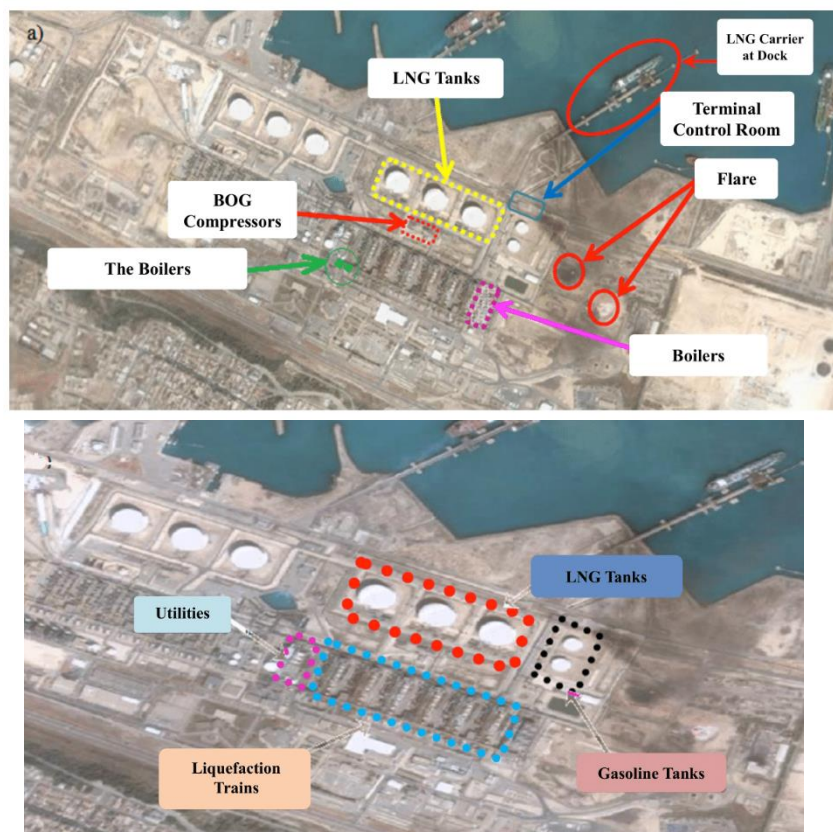 a)
LNG Carrier
at Dock
LNG Tanks
Terminal
Control Room
Flare
BOG
Compressors
The Boilers
Boilers
LNG Tanks
Utilities
Liquefaction
Trains
Gasoline Tanks